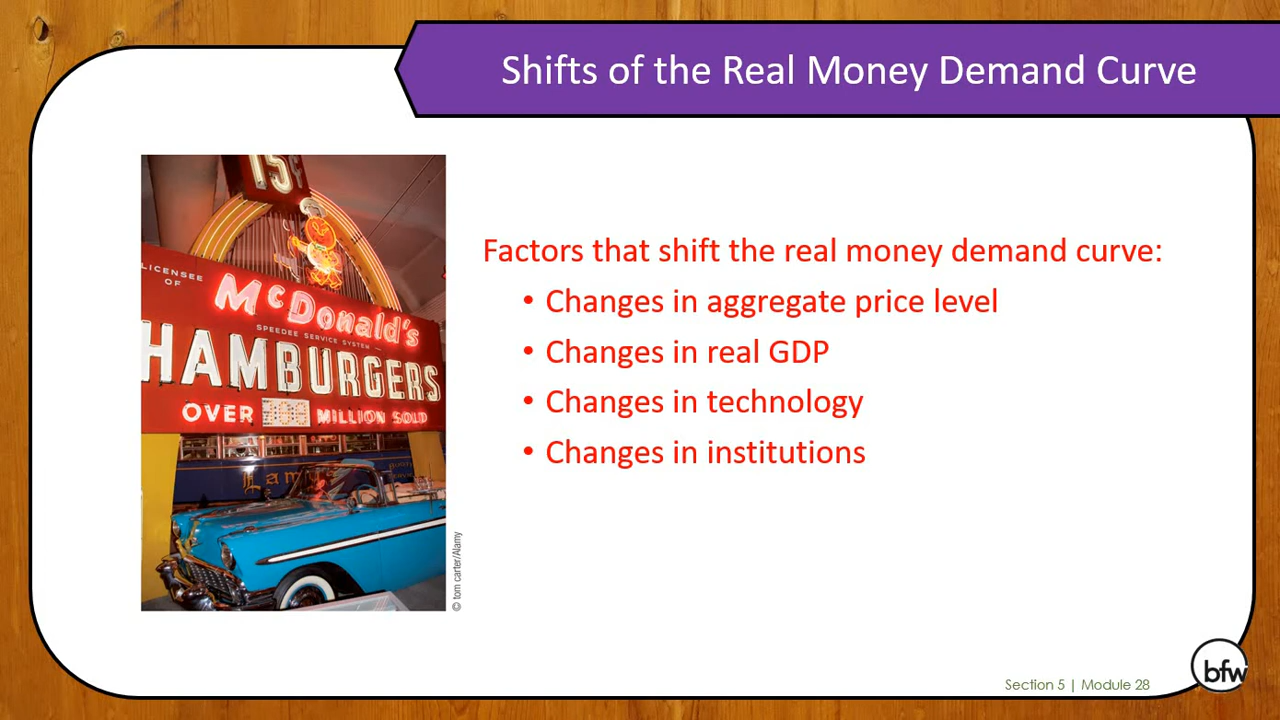 Shifts of the Real Money Demand Curve
15¢
LICENSEE
OF
McDonald's
SPEEDEE SERVICE SYSTEM
HAMBURGERS
OVER
MILLION SOLD
Lamy's
© tom carter/Alamy
Factors that shift the real money demand curve:
• Changes in aggregate price level
• Changes in real GDP
• Changes in technology
• Changes in institutions
Section 5 | Module 28
bfw